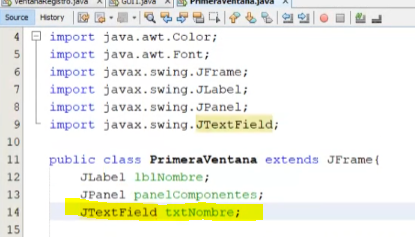 VentanaRegistro.java
GUI1.java
PrimeraVentana.java
Source
History
4 import java.awt.Color;
5 import java.awt.Font;
6 import javax.swing.JFrame;
7 import javax.swing.JLabel;
8 import javax.swing.JPanel;
9 import javax.swing.JTextField;
10
11 public class PrimeraVentana extends JFrame{
12 JLabel lblNombre;
13 JPanel panelComponentes;
14 JTextField txtNombre;